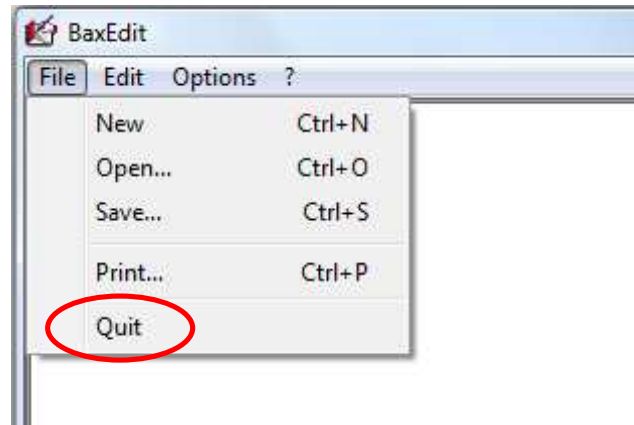 BaxEdit
File Edit Options ?
New Ctrl+N
Open... Ctrl+O
Save... Ctrl+S
Print... Ctrl+P
Quit